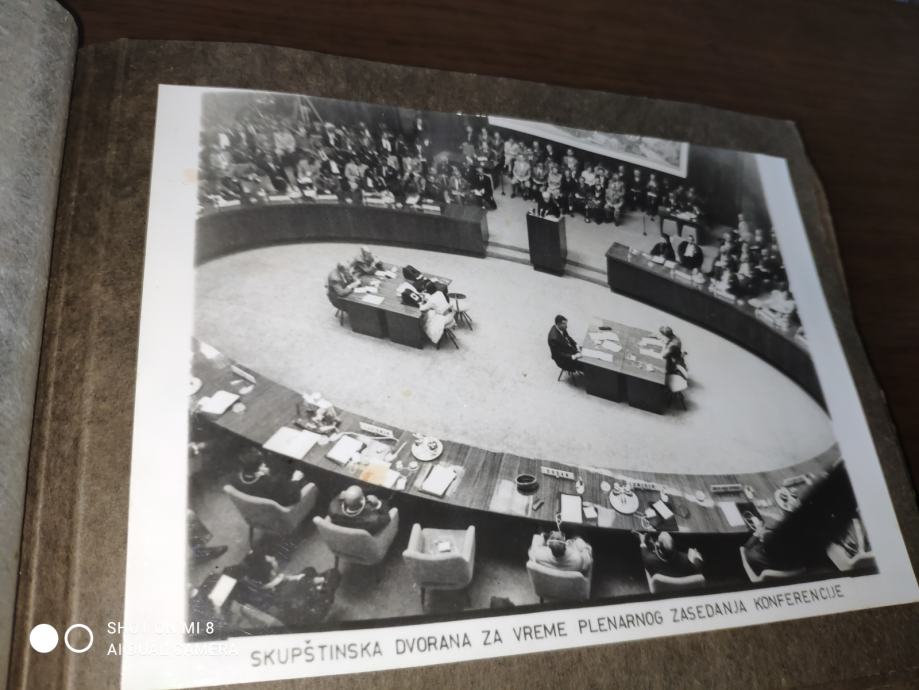 SKUPŠTINSKA DVORANA ZA VREME PLENARNOG ZASEDANJA KONFERENCIJE
SHOT ON MI 8
AI DUAL CAMERA